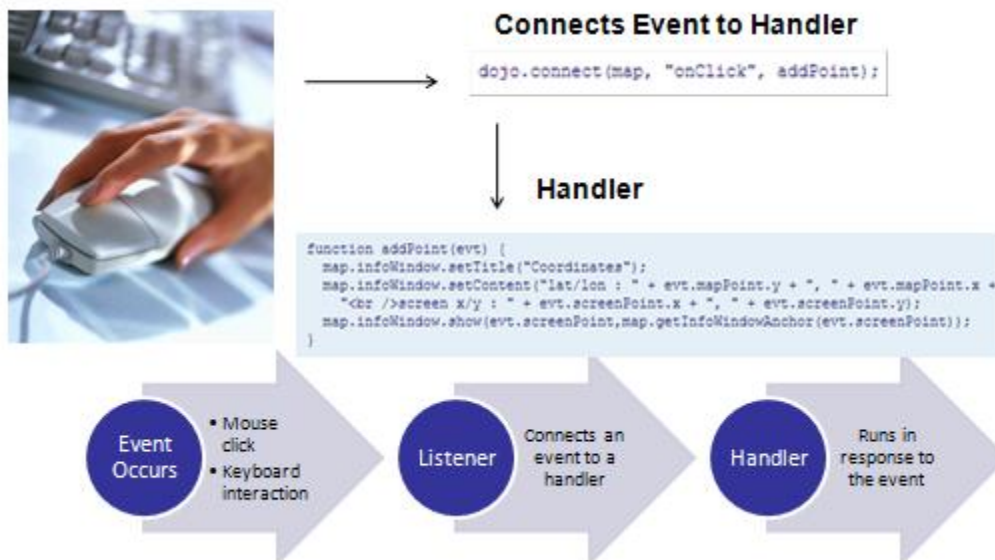 Connects Event to Handler
dojo.connect(map, "onClick", addPoint);
Handler
function addPoint(evt) {
map.infoWindow.setTitle("Coordinates");
map.infoWindow.setContent("lat/lon : " + evt.mapPoint.y + ", " + evt.mapPoint.x +
"<br />screen x/y : " + evt.screenPoint.x + ", " + evt.screenPoint.y);
map.infoWindow.show(evt.screenPoint,map.getInfoWindowAnchor(evt.screenPoint));
}
Event
Occurs
• Mouse
click
• Keyboard
interaction
Listener
Connects an
event to a
handler
Handler
Runs in
response to
the event